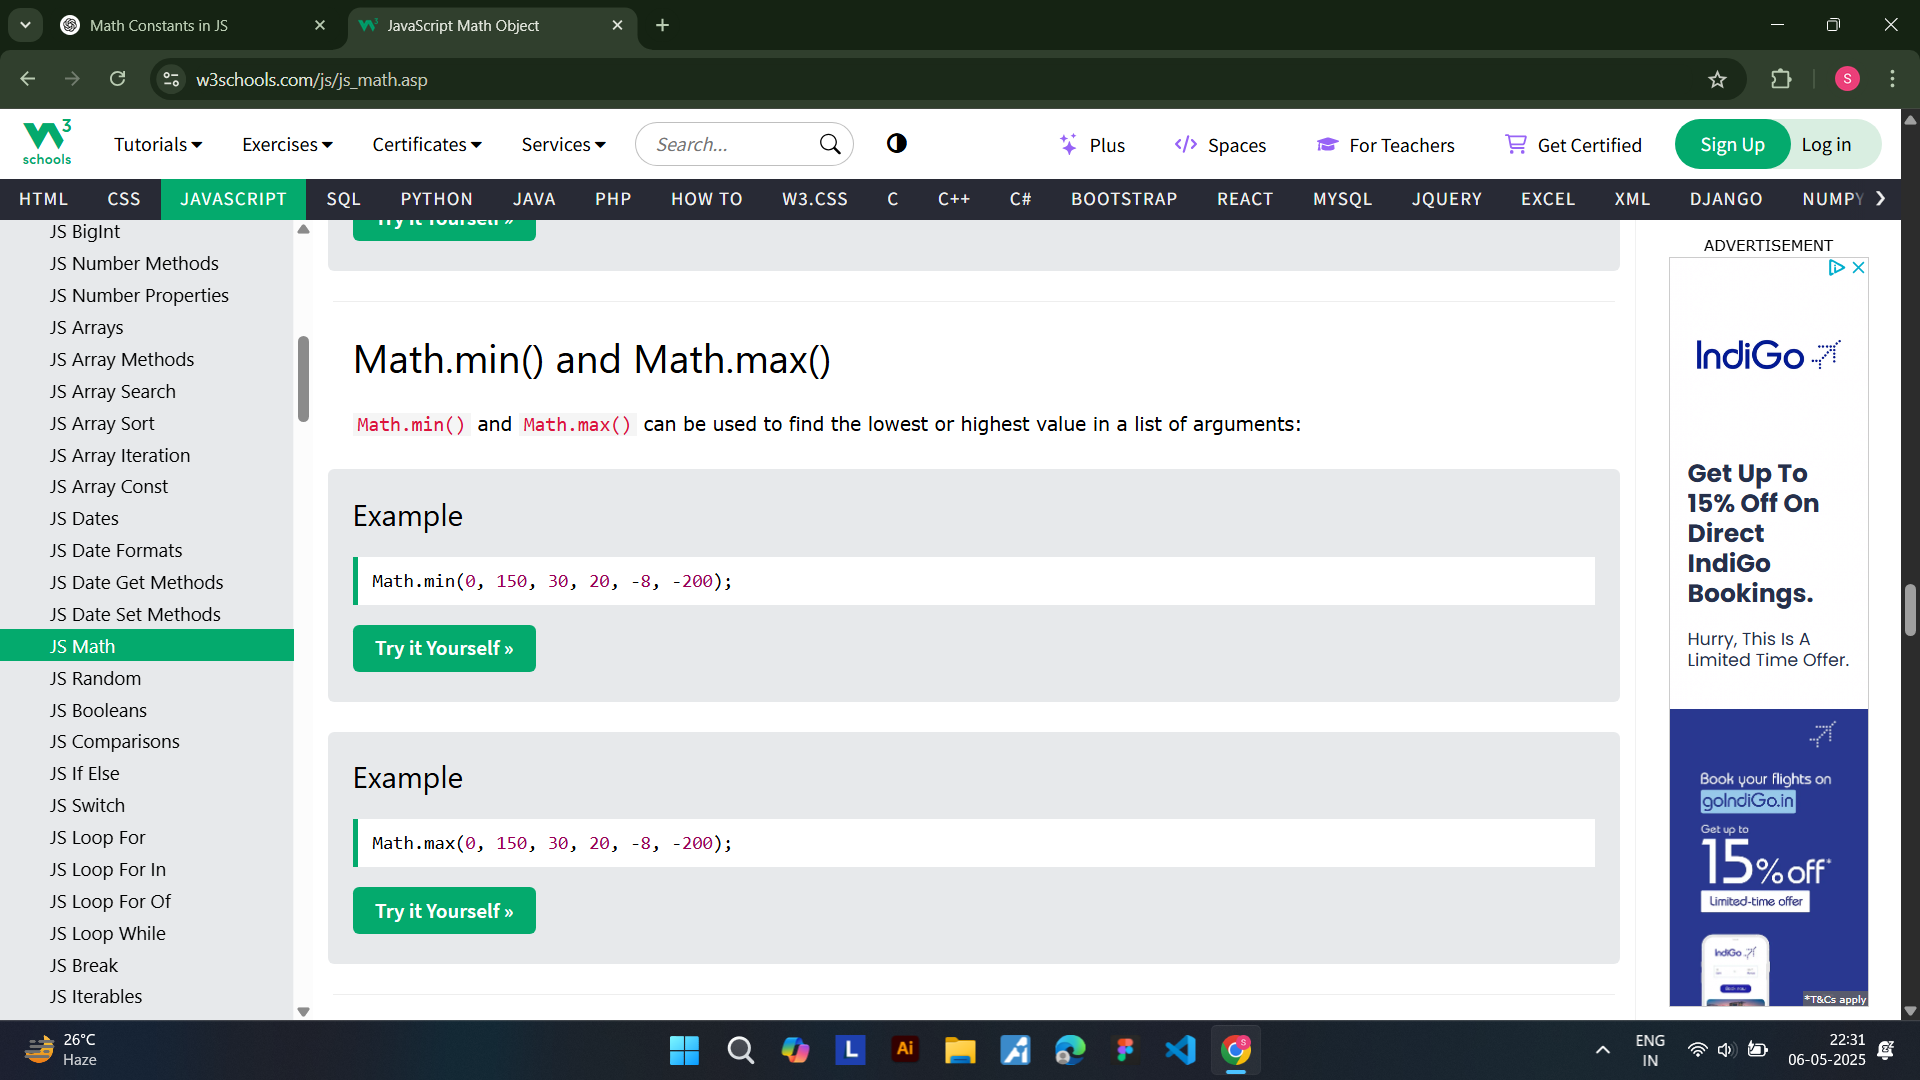 Math Constants in JS
JavaScript Math Object
w3schools.com/js/js_math.asp
S
W3
schools
Tutorials
Exercises
Certificates
Services
Search...
Plus
Spaces
For Teachers
Get Certified
Sign Up
Log in
HTML CSS JAVASCRIPT SQL PYTHON JAVA PHP HOW TO W3.CSS C C++ C# BOOTSTRAP REACT MYSQL JQUERY EXCEL XML DJANGO NUMPY
JS BigInt
JS Number Methods
JS Number Properties
JS Arrays
JS Array Methods
JS Array Search
JS Array Sort
JS Array Iteration
JS Array Const
JS Dates
JS Date Formats
JS Date Get Methods
JS Date Set Methods
JS Math
JS Random
JS Booleans
JS Comparisons
JS If Else
JS Switch
JS Loop For
JS Loop For In
JS Loop For Of
JS Loop While
JS Break
JS Iterables
Try it Yourself »
Math.min() and Math.max()
Math.min() and Math.max() can be used to find the lowest or highest value in a list of arguments:
Example
Math.min(0, 150, 30, 20, -8, -200);
Try it Yourself »
Example
Math.max(0, 150, 30, 20, -8, -200);
Try it Yourself »
ADVERTISEMENT
IndiGo
Get Up To
15% Off On
Direct
IndiGo
Bookings.
Hurry, This Is A
Limited Time Offer.
Book your flights on
goIndiGo.in
Get up to
15% off*
Limited-time offer
IndiGo
*T&Cs apply
26°C
Haze
L
Ai
S
ENG
IN
22:31
06-05-2025